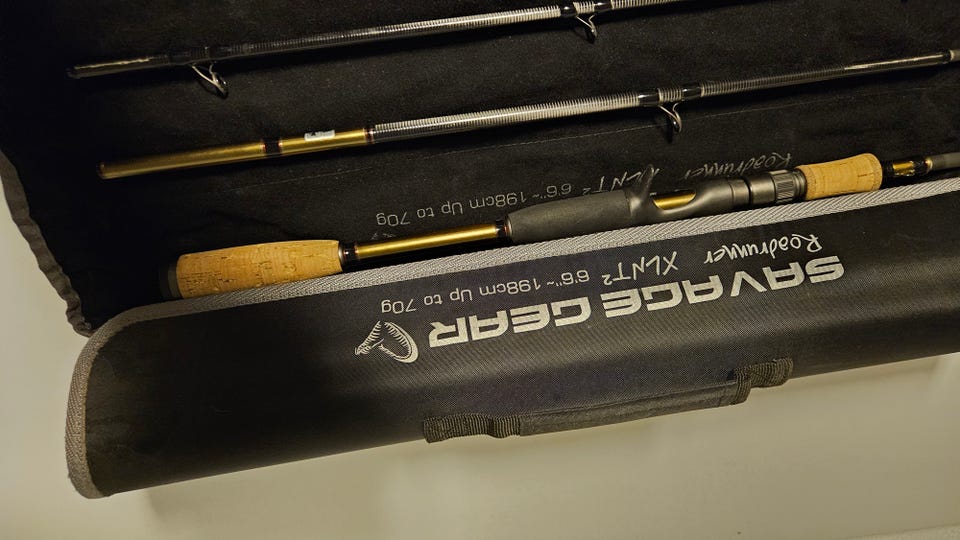 Roadrunner XLNT²
6'6"~198cm Up to 70g
Roadrunner XLNT² 6'6"~198cm Up to 70g
SAVAGE GEAR